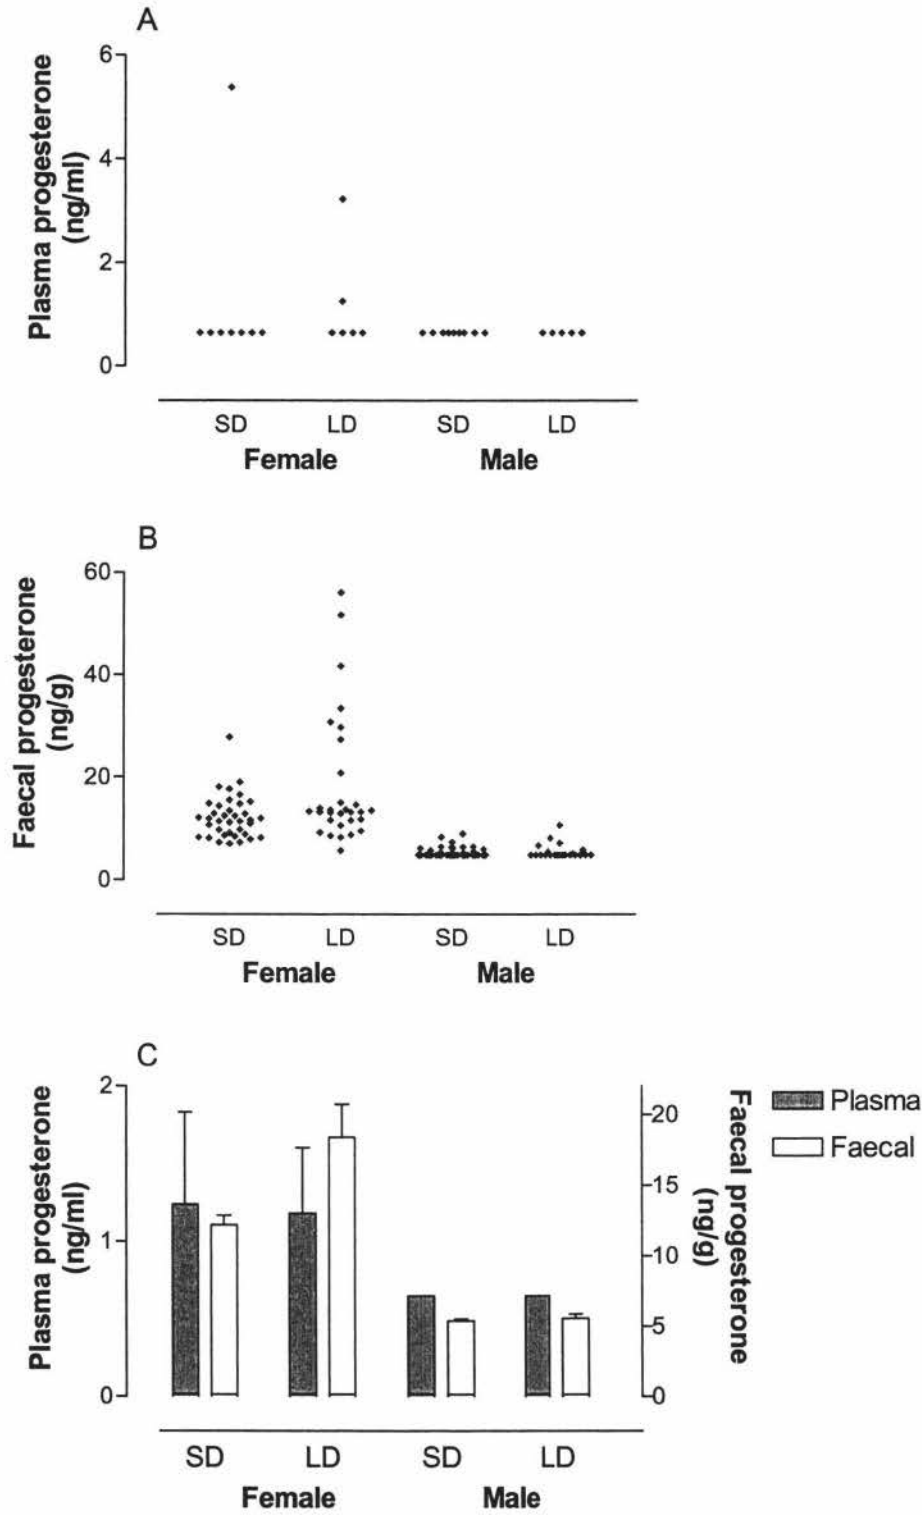 A
Plasma progesterone
(ng/ml)
6
4
2
0
SD LD SD LD
Female Male
B
Faecal progesterone
(ng/g)
60
40
20
0
SD LD SD LD
Female Male
C
Plasma progesterone
(ng/ml)
2
1
0
20
15
10
5
0
Faecal progesterone
(ng/g)
Plasma
Faecal
SD LD SD LD
Female Male